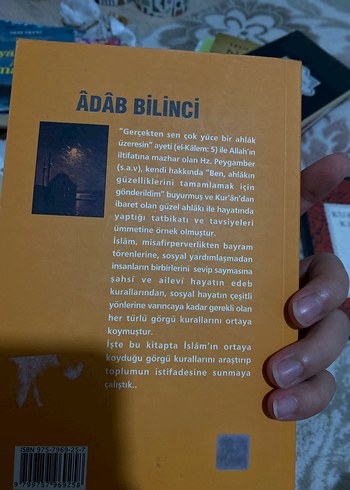 ÂDÂB BİLİNCİ
"Gerçekten sen çok yüce bir ahlâk
üzeresin" ayeti (el-Kâlem: 5) ile Allah'ın
iltifatına mazhar olan Hz. Peygamber
(s.a.v), kendi hakkında "Ben, ahlâkın
güzelliklerini tamamlamak için
gönderildim" buyurmuş ve Kur'ân'dan
ibaret olan güzel ahlâkı ile hayatında
yaptığı tatbikatı ve tavsiyeleri
ümmetine örnek olmuştur.
İslâm, misafirperverlikten bayram
törenlerine, sosyal yardımlaşmadan
insanların birbirlerini sevip saymasına
şahsî ve ailevî hayatın edeb
kurallarından, sosyal hayatın çeşitli
yönlerine varıncaya kadar gerekli olan
her türlü görgü kurallarını ortaya
koymuştur.
İşte bu kitapta İslâm'ın ortaya
koyduğu görgü kurallarını araştırıp
toplumun istifadesine sunmaya
çalıştık..